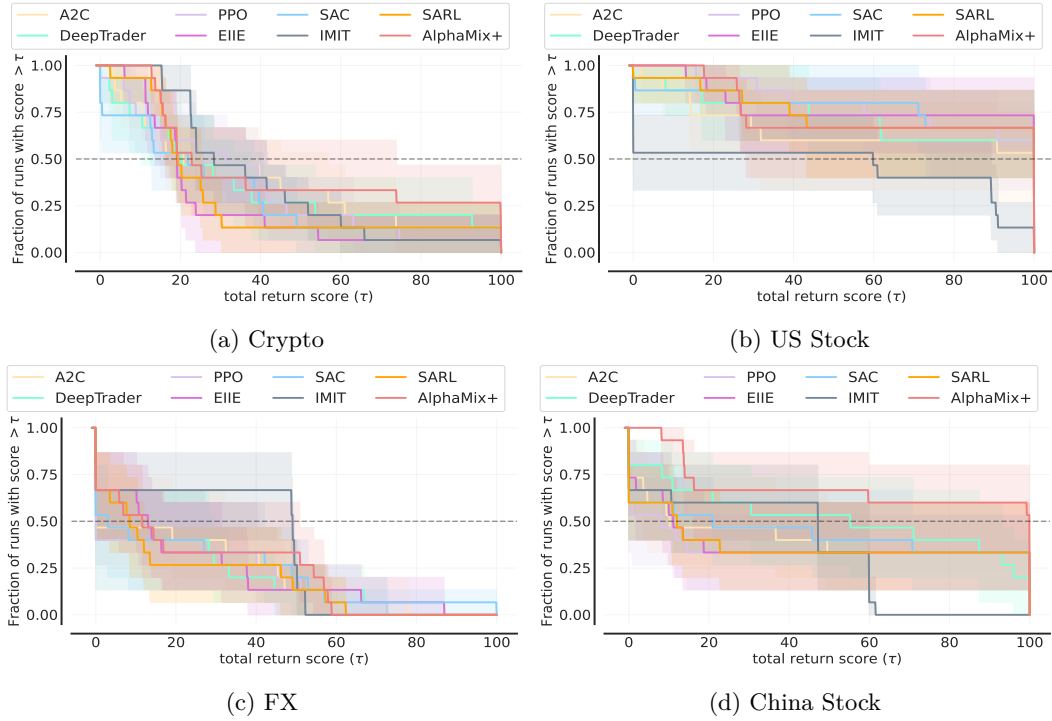 A2C PPO SAC SARL
DeepTrader EIIE IMIT AlphaMix+
Fraction of runs with score > τ
1.00
0.75
0.50
0.25
0.00
0 20 40 60 80 100
total return score (τ)
(a) Crypto
A2C PPO SAC SARL
DeepTrader EIIE IMIT AlphaMix+
Fraction of runs with score > τ
1.00
0.75
0.50
0.25
0.00
0 20 40 60 80 100
total return score (τ)
(b) US Stock
A2C PPO SAC SARL
DeepTrader EIIE IMIT AlphaMix+
Fraction of runs with score > τ
1.00
0.75
0.50
0.25
0.00
0 20 40 60 80 100
total return score (τ)
(c) FX
A2C PPO SAC SARL
DeepTrader EIIE IMIT AlphaMix+
Fraction of runs with score > τ
1.00
0.75
0.50
0.25
0.00
0 20 40 60 80 100
total return score (τ)
(d) China Stock